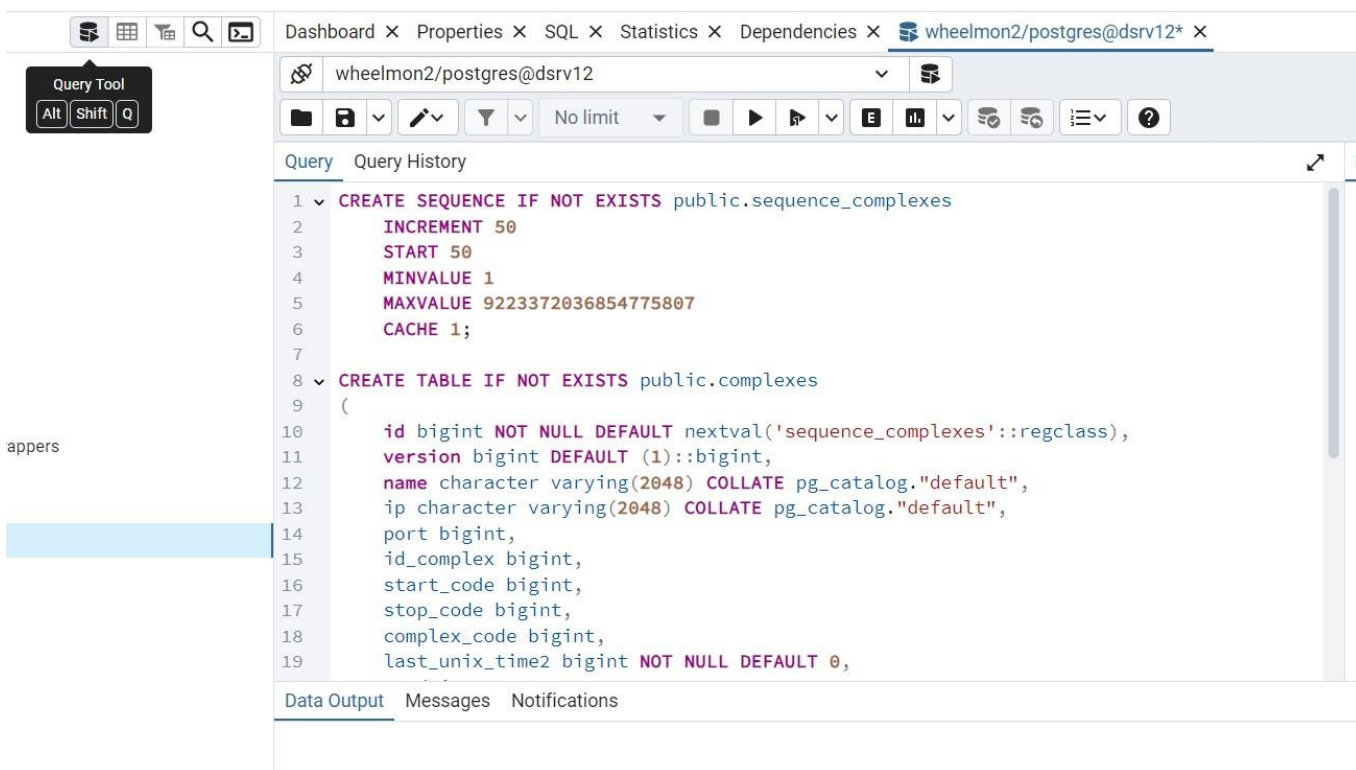 Dashboard Properties SQL Statistics Dependencies wheelmon2/postgres@dsrv12*
Query Tool
Alt Shift Q
wheelmon2/postgres@dsrv12
No limit
Query Query History
1 CREATE SEQUENCE IF NOT EXISTS public.sequence_complexes
2 INCREMENT 50
3 START 50
4 MINVALUE 1
5 MAXVALUE 9223372036854775807
6 CACHE 1;
7
8 CREATE TABLE IF NOT EXISTS public.complexes
9 (
10 id bigint NOT NULL DEFAULT nextval('sequence_complexes'::regclass),
11 version bigint DEFAULT (1)::bigint,
12 name character varying(2048) COLLATE pg_catalog."default",
13 ip character varying(2048) COLLATE pg_catalog."default",
14 port bigint,
15 id_complex bigint,
16 start_code bigint,
17 stop_code bigint,
18 complex_code bigint,
19 last_unix_time2 bigint NOT NULL DEFAULT 0,
appers
Data Output Messages Notifications